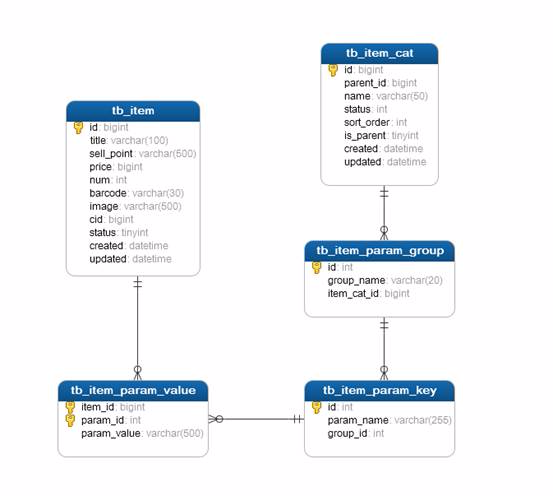 tb_item_cat
id: bigint
parent_id: bigint
name: varchar(50)
status: int
sort_order: int
is_parent: tinyint
created: datetime
updated: datetime
tb_item
id: bigint
title: varchar(100)
sell_point: varchar(500)
price: bigint
num: int
barcode: varchar(30)
image: varchar(500)
cid: bigint
status: tinyint
created: datetime
updated: datetime
tb_item_param_group
id: int
group_name: varchar(20)
item_cat_id: bigint
tb_item_param_value
item_id: bigint
param_id: int
param_value: varchar(500)
tb_item_param_key
id: int
param_name: varchar(255)
group_id: int